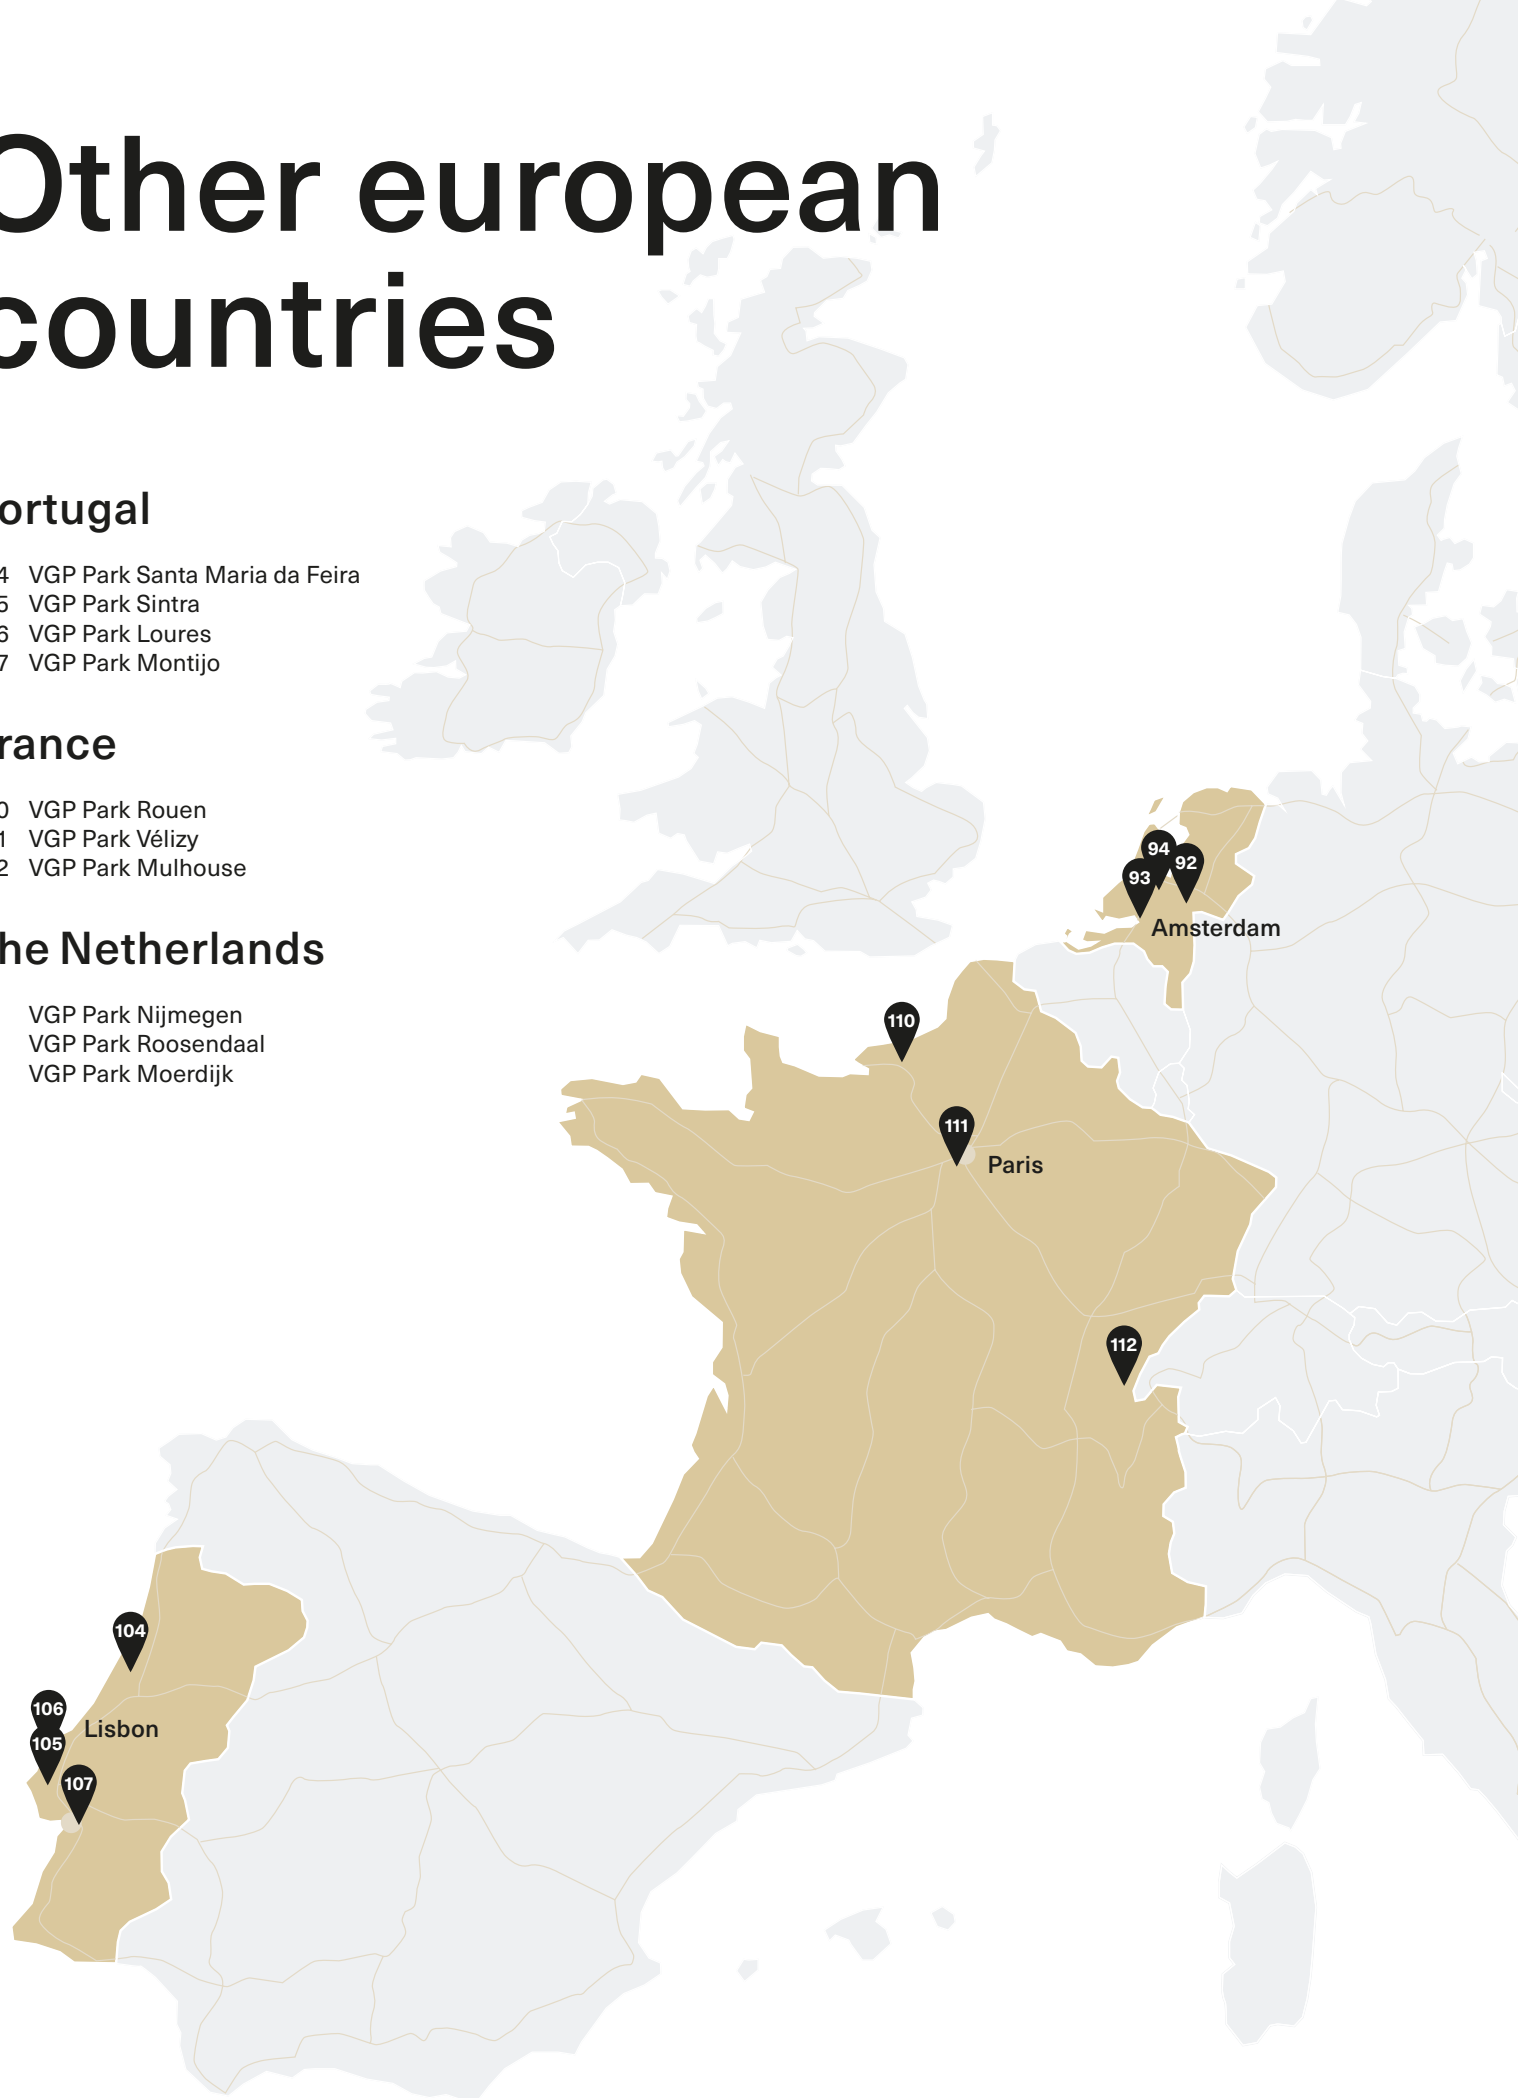 Other european
countries
ortugal
4 VGP Park Santa Maria da Feira
5 VGP Park Sintra
6 VGP Park Loures
7 VGP Park Montijo
rance
0 VGP Park Rouen
1 VGP Park Vélizy
2 VGP Park Mulhouse
he Netherlands
VGP Park Nijmegen
VGP Park Roosendaal
VGP Park Moerdijk
94
92
93
Amsterdam
110
111
Paris
112
104
106
Lisbon
105
107